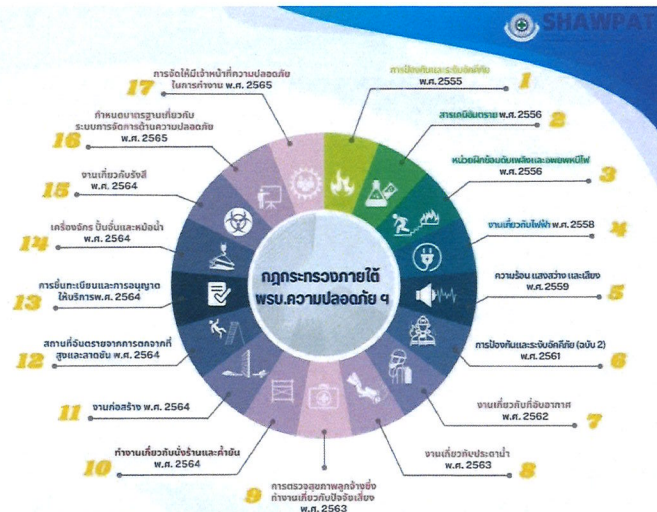 SHAWPAT
การป้องกันและระงับอัคคีภัย
พ.ศ. 2555
1
สารเคมีอันตราย พ.ศ. 2556
2
หน่วยฝึกซ้อมดับเพลิงและอพยพหนีไฟ
พ.ศ. 2556
3
งานเกี่ยวกับไฟฟ้า พ.ศ. 2558
4
ความร้อน แสงสว่าง และเสียง
พ.ศ. 2559
5
การป้องกันและระงับอัคคีภัย (ฉบับ 2)
พ.ศ. 2561
6
งานเกี่ยวกับที่อับอากาศ
พ.ศ. 2562
7
งานเกี่ยวกับประดาน้ำ
พ.ศ. 2563
8
9
การตรวจสุขภาพลูกจ้างซึ่ง
ทำงานเกี่ยวกับปัจจัยเสี่ยง
พ.ศ. 2563
10
ทำงานเกี่ยวกับนั่งร้านและค้ำยัน
พ.ศ. 2564
11
งานก่อสร้าง พ.ศ. 2564
12
สถานที่อันตรายจากการตกจากที่
สูงและลาดชัน พ.ศ. 2564
13
การขึ้นทะเบียนและการอนุญาต
ให้บริการพ.ศ. 2564
14
เครื่องจักร ปั้นจั่นและหม้อน้ำ
พ.ศ. 2564
15
งานเกี่ยวกับรังสี
พ.ศ. 2564
16
กำหนดมาตรฐานเกี่ยวกับ
ระบบการจัดการด้านความปลอดภัย
พ.ศ. 2565
17
การจัดให้มีเจ้าหน้าที่ความปลอดภัย
ในการทำงาน พ.ศ. 2565
กฎกระทรวงภายใต้
พรบ.ความปลอดภัย ฯ